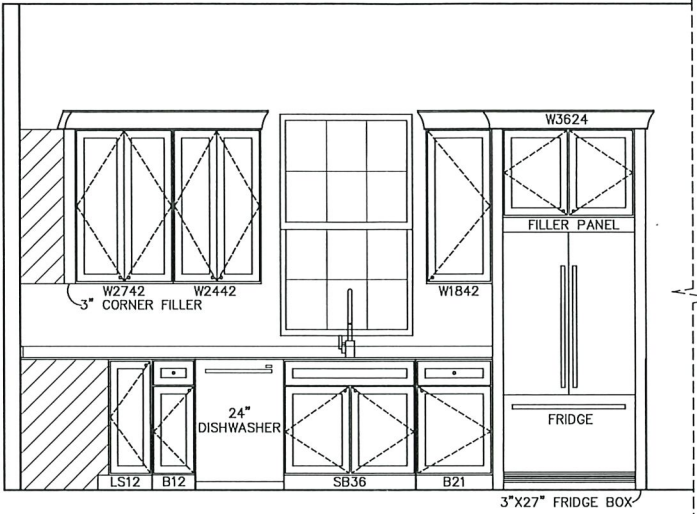 W3624
FILLER PANEL
W2742
W2442
W1842
3" CORNER FILLER
24"
DISHWASHER
FRIDGE
LS12
B12
SB36
B21
3"X27" FRIDGE BOX